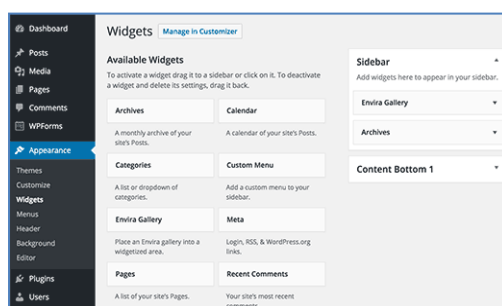 Dashboard
Posts
Media
Pages
Comments
WPForms
Appearance
Themes
Customize
Widgets
Menus
Header
Background
Editor
Plugins
Users
Widgets Manage in Customizer
Available Widgets
To activate a widget drag it to a sidebar or click on it. To deactivate
a widget and delete its settings, drag it back.
Archives
Calendar
A monthly archive of your
site's Posts.
A calendar of your site's Posts.
Categories
Custom Menu
A list or dropdown of
categories.
Add a custom menu to your
sidebar.
Envira Gallery
Meta
Place an Envira gallery into a
widgetized area.
Login, RSS, & WordPress.org
links.
Pages
Recent Comments
A list of your site's Pages.
Your site's most recent
comments.
Sidebar
Add widgets here to appear in your sidebar.
Envira Gallery
Archives
Content Bottom 1